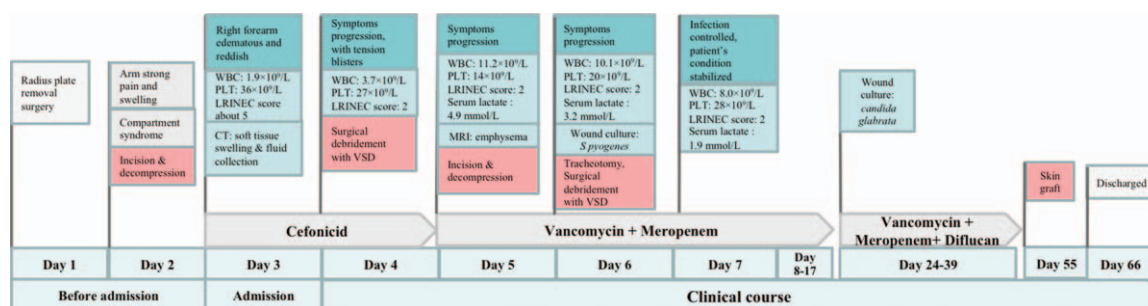 Radius plate
removal
surgery
Arm strong
pain and
swelling
Compartment
syndrome
Incision &
decompression
Right forearm
edematous and
reddish
WBC: 1.9×10⁹/L
PLT: 36×10⁹/L
LRINEC score
about 5
CT: soft tissue
swelling & fluid
collection
Symptoms
progression,
with tension
blisters
WBC: 3.7×10⁹/L
PLT: 27×10⁹/L
LRINEC score: 2
Surgical
debridement
with VSD
Symptoms
progression
WBC: 11.2×10⁹/L
PLT: 14×10⁹/L
LRINEC score: 2
Serum lactate :
4.9 mmol/L
MRI: emphysema
Incision &
decompression
Symptoms
progression
WBC: 10.1×10⁹/L
PLT: 20×10⁹/L
LRINEC score: 2
Serum lactate :
3.2 mmol/L
Wound culture:
S pyogenes
Tracheotomy,
Surgical
debridement
with VSD
Infection
controlled,
patient's
condition
stabilized
WBC: 8.0×10⁹/L
PLT: 28×10⁹/L
LRINEC score: 2
Serum lactate :
1.9 mmol/L
Wound
culture:
candida
glabrata
Skin
graft
Discharged
Cefonicid
Vancomycin + Meropenem
Vancomycin +
Meropenem+ Diflucan
Day 1
Day 2
Day 3
Day 4
Day 5
Day 6
Day 7
Day
8-17
Day 24-39
Day 55
Day 66
Before admission
Admission
Clinical course